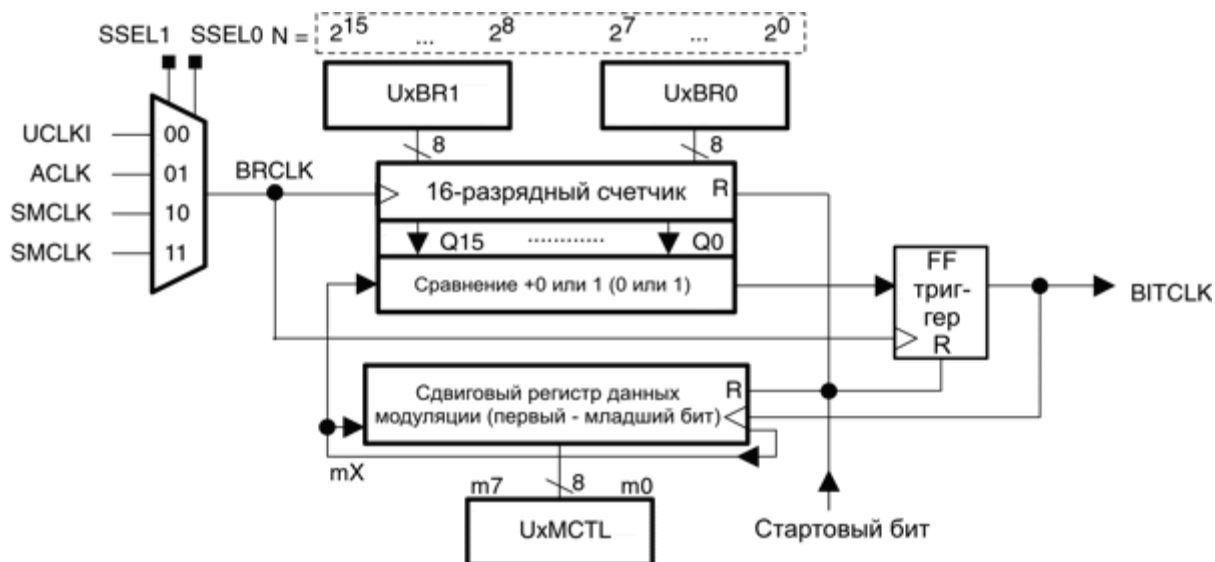 SSEL1 SSEL0 N = 2^15 ... 2^8 2^7 ... 2^0
UxBR1
UxBR0
8
8
UCLKI
00
ACLK
01
SMCLK
10
SMCLK
11
BRCLK
16-разрядный счетчик
R
Q15 ............ Q0
Сравнение +0 или 1 (0 или 1)
FF
триг-
гер
R
BITCLK
Сдвиговый регистр данных
модуляции (первый - младший бит)
R
mX
m7
8
m0
UxMCTL
Стартовый бит